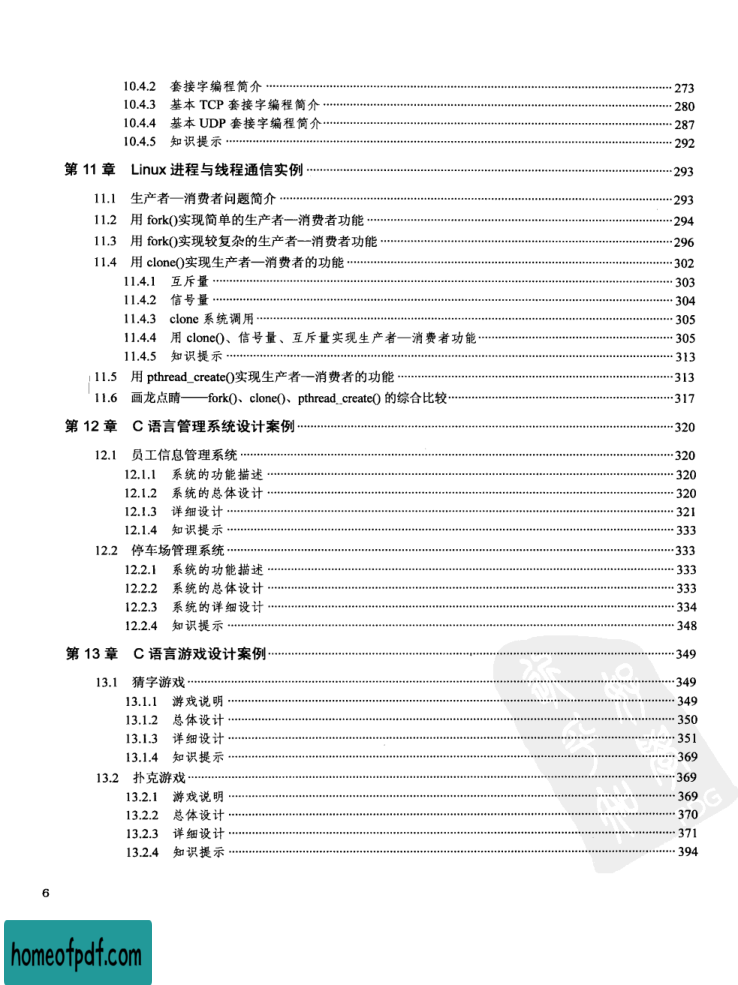 10.4.2 套接字编程简介 …… 273
10.4.3 基本 TCP 套接字编程简介 …… 280
10.4.4 基本 UDP 套接字编程简介 …… 287
10.4.5 知识提示 …… 292
第 11 章 Linux 进程与线程通信实例 …… 293
11.1 生产者—消费者问题简介 …… 293
11.2 用 fork()实现简单的生产者—消费者功能 …… 294
11.3 用 fork()实现较复杂的生产者—消费者功能 …… 296
11.4 用 clone()实现生产者—消费者的功能 …… 302
11.4.1 互斥量 …… 303
11.4.2 信号量 …… 304
11.4.3 clone 系统调用 …… 305
11.4.4 用 clone()、信号量、互斥量实现生产者—消费者功能 …… 305
11.4.5 知识提示 …… 313
11.5 用 pthread_create()实现生产者—消费者的功能 …… 313
11.6 画龙点睛——fork()、clone()、pthread_create() 的综合比较 …… 317
第 12 章 C 语言管理系统设计案例 …… 320
12.1 员工信息管理系统 …… 320
12.1.1 系统的功能描述 …… 320
12.1.2 系统的总体设计 …… 320
12.1.3 详细设计 …… 321
12.1.4 知识提示 …… 333
12.2 停车场管理系统 …… 333
12.2.1 系统的功能描述 …… 333
12.2.2 系统的总体设计 …… 333
12.2.3 系统的详细设计 …… 334
12.2.4 知识提示 …… 348
第 13 章 C 语言游戏设计案例 …… 349
13.1 猜字游戏 …… 349
13.1.1 游戏说明 …… 349
13.1.2 总体设计 …… 350
13.1.3 详细设计 …… 351
13.1.4 知识提示 …… 369
13.2 扑克游戏 …… 369
13.2.1 游戏说明 …… 369
13.2.2 总体设计 …… 370
13.2.3 详细设计 …… 371
13.2.4 知识提示 …… 394
6
homeofpdf.com